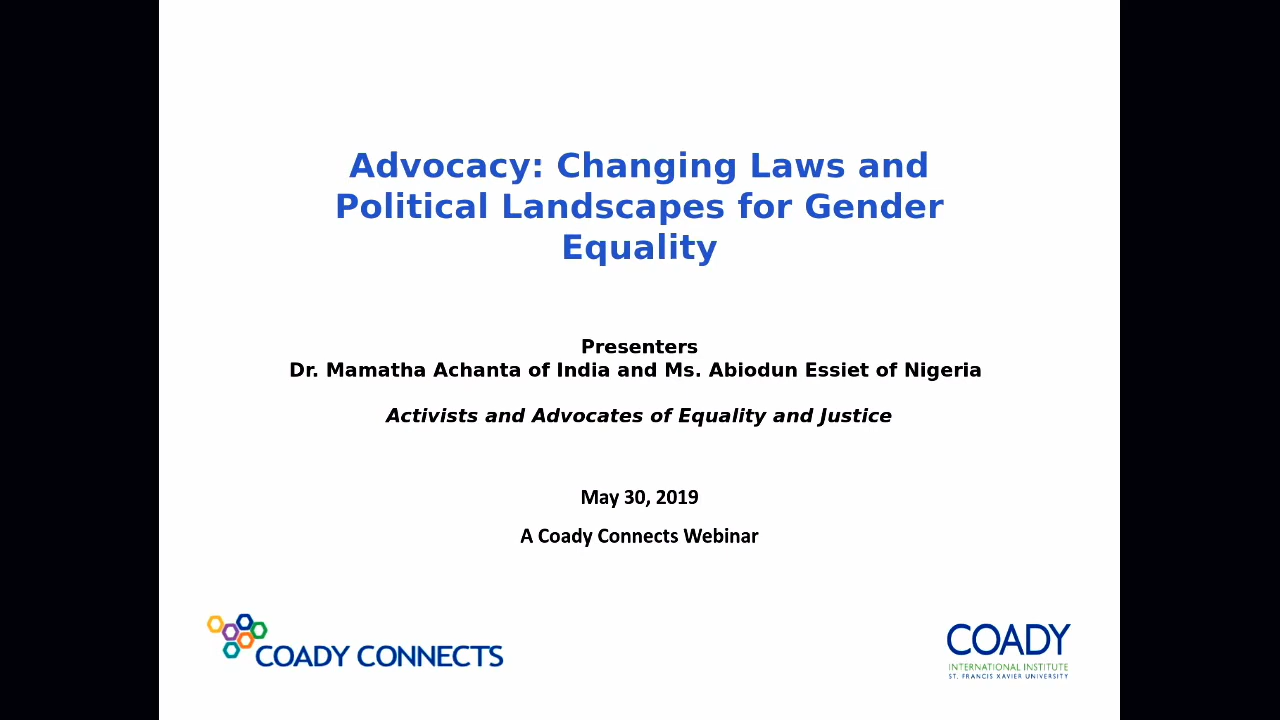 Advocacy: Changing Laws and
Political Landscapes for Gender
Equality
Presenters
Dr. Mamatha Achanta of India and Ms. Abiodun Essiet of Nigeria
Activists and Advocates of Equality and Justice
May 30, 2019
A Coady Connects Webinar
COADY CONNECTS
COADY
INTERNATIONAL INSTITUTE
ST. FRANCIS XAVIER UNIVERSITY